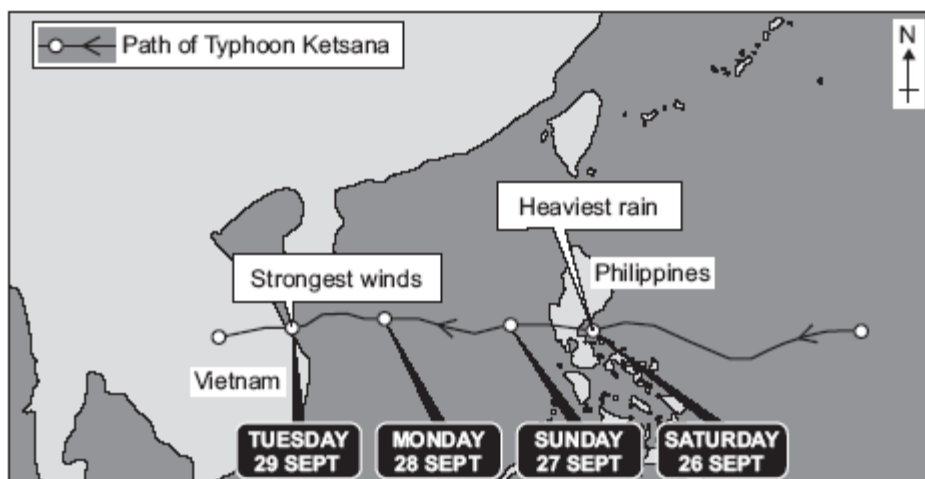 Path of Typhoon Ketsana
N
Heaviest rain
Philippines
Strongest winds
Vietnam
TUESDAY
29 SEPT
MONDAY
28 SEPT
SUNDAY
27 SEPT
SATURDAY
26 SEPT